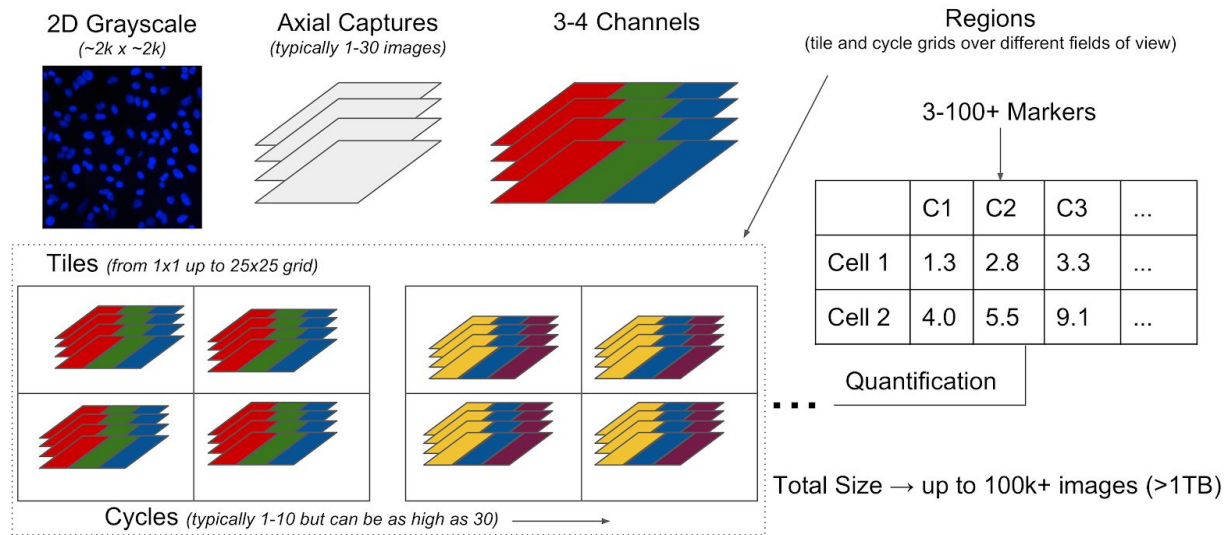 2D Grayscale
(~2k x ~2k)
Axial Captures
(typically 1-30 images)
3-4 Channels
Regions
(tile and cycle grids over different fields of view)
3-100+ Markers
C1 C2 C3 ...
Cell 1 1.3 2.8 3.3 ...
Cell 2 4.0 5.5 9.1 ...
Tiles (from 1x1 up to 25x25 grid)
Quantification
...
Total Size → up to 100k+ images (>1TB)
Cycles (typically 1-10 but can be as high as 30)